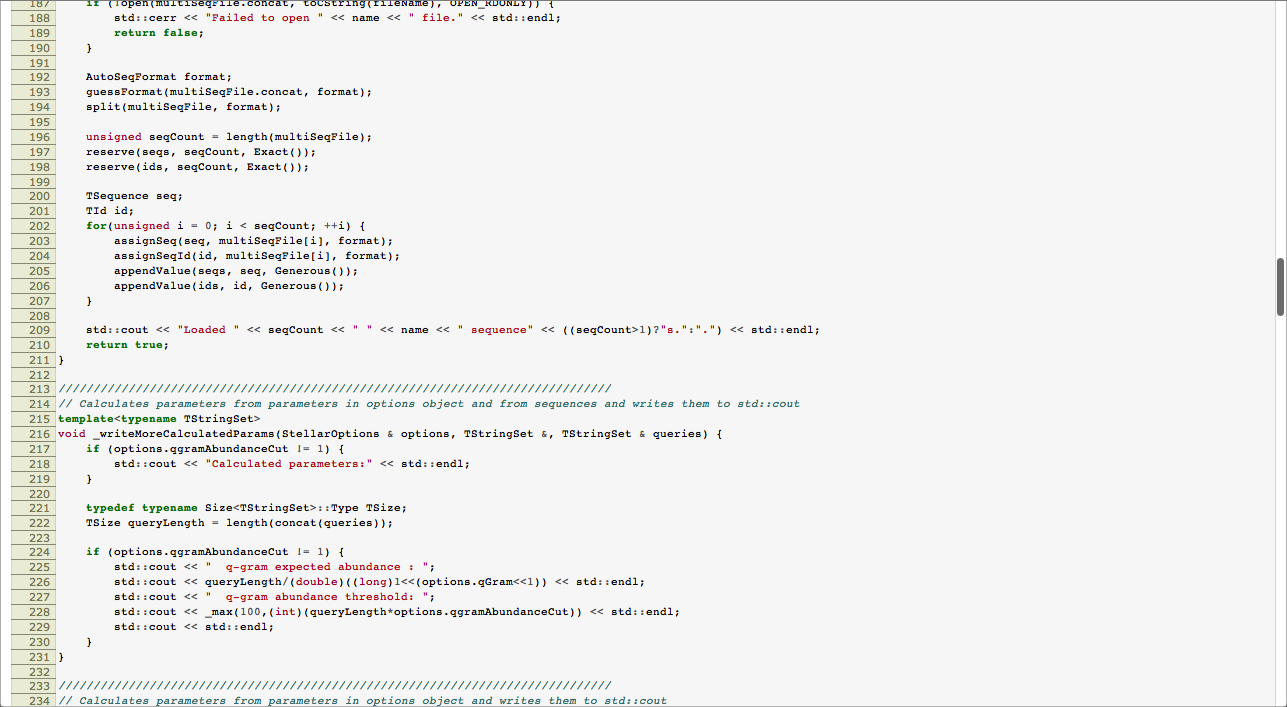 187     if (!open(multiSeqFile.concat, toCString(fileName), OPEN_RDONLY)) {
188         std::cerr << "Failed to open " << name << " file." << std::endl;
189         return false;
190     }
191
192     AutoSeqFormat format;
193     guessFormat(multiSeqFile.concat, format);
194     split(multiSeqFile, format);
195
196     unsigned seqCount = length(multiSeqFile);
197     reserve(seqs, seqCount, Exact());
198     reserve(ids, seqCount, Exact());
199
200     TSequence seq;
201     TId id;
202     for(unsigned i = 0; i < seqCount; ++i) {
203         assignSeq(seq, multiSeqFile[i], format);
204         assignSeqId(id, multiSeqFile[i], format);
205         appendValue(seqs, seq, Generous());
206         appendValue(ids, id, Generous());
207     }
208
209     std::cout << "Loaded " << seqCount << " " << name << " sequence" << ((seqCount>1)?"s.":".") << std::endl;
210     return true;
211 }
212
213 ///////////////////////////////////////////////////////////////////////////////
214 // Calculates parameters from parameters in options object and from sequences and writes them to std::cout
215 template<typename TStringSet>
216 void _writeMoreCalculatedParams(StellarOptions & options, TStringSet &, TStringSet & queries) {
217     if (options.qgramAbundanceCut != 1) {
218         std::cout << "Calculated parameters:" << std::endl;
219     }
220
221     typedef typename Size<TStringSet>::Type TSize;
222     TSize queryLength = length(concat(queries));
223
224     if (options.qgramAbundanceCut != 1) {
225         std::cout << "  q-gram expected abundance : ";
226         std::cout << queryLength/(double)((long)1<<(options.qGram<<1)) << std::endl;
227         std::cout << "  q-gram abundance threshold: ";
228         std::cout << _max(100,(int)(queryLength*options.qgramAbundanceCut)) << std::endl;
229         std::cout << std::endl;
230     }
231 }
232
233 ///////////////////////////////////////////////////////////////////////////////
234 // Calculates parameters from parameters in options object and writes them to std::cout